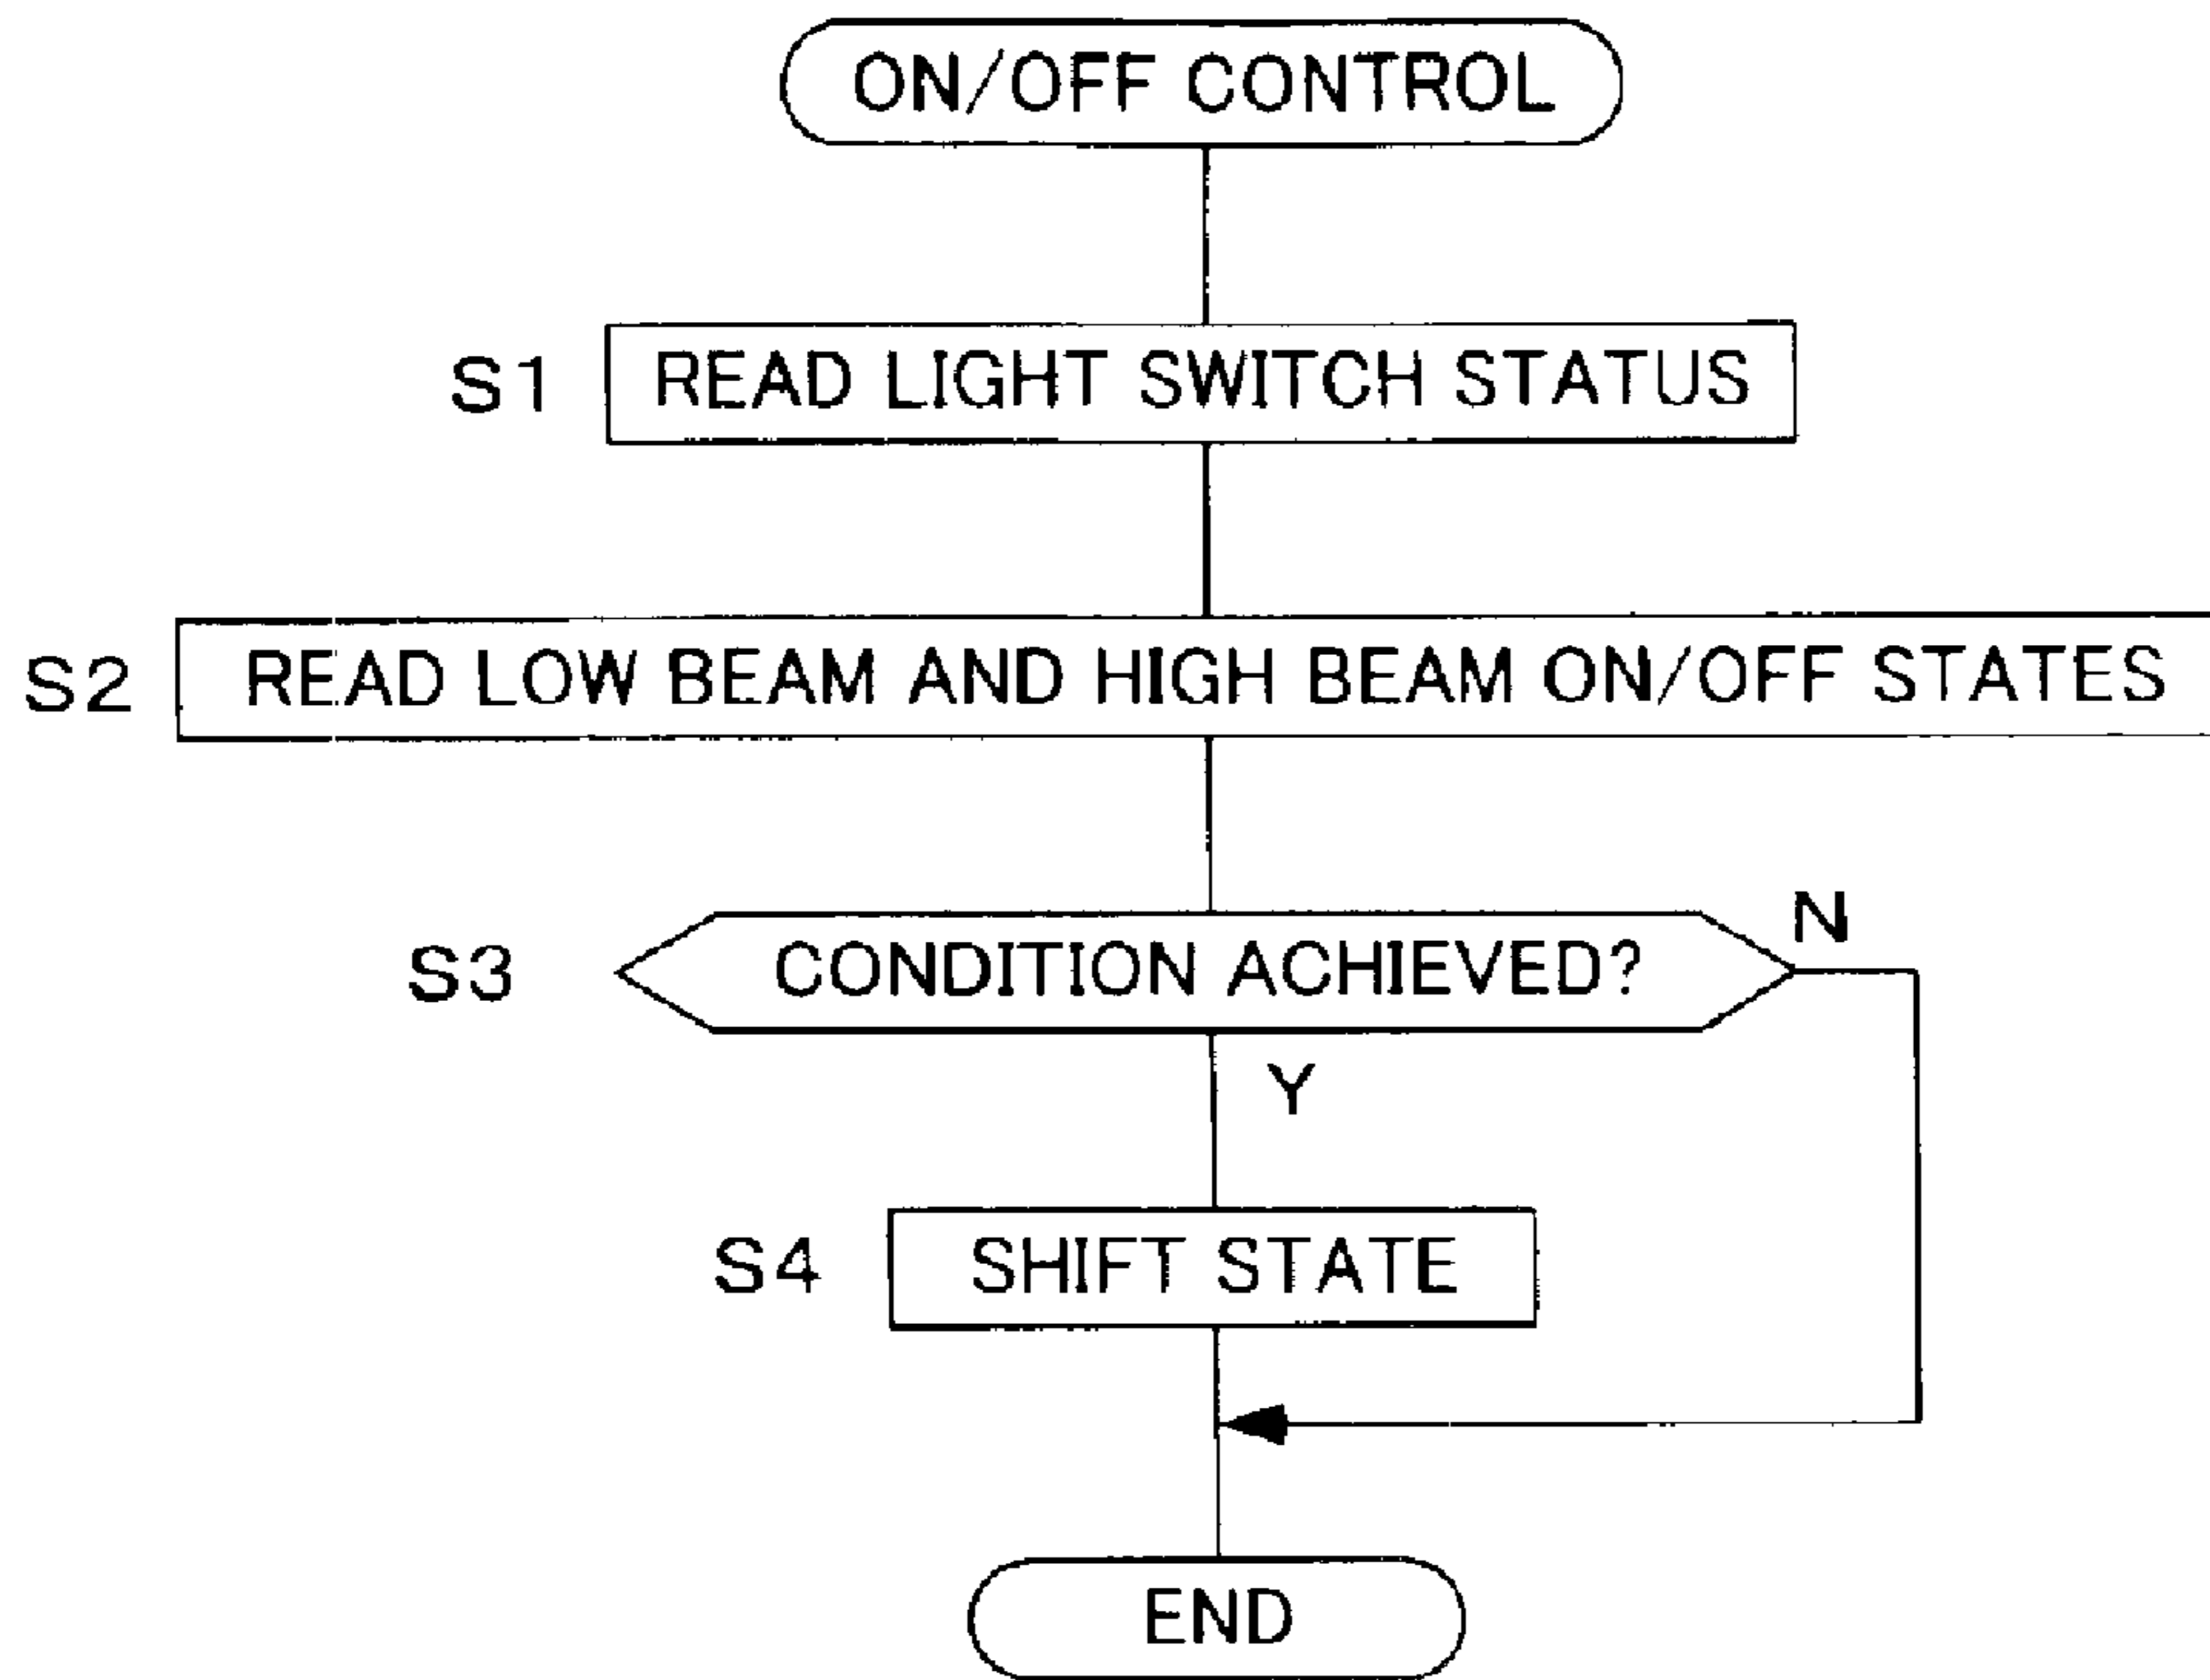 ON/OFF CONTROL
S1 READ LIGHT SWITCH STATUS
S2 READ LOW BEAM AND HIGH BEAM ON/OFF STATES
S3 CONDITION ACHIEVED? N
Y
S4 SHIFT STATE
END